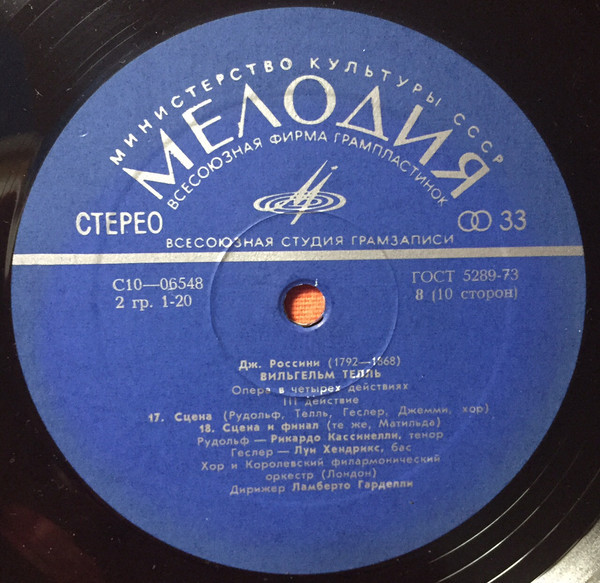 МИНИСТЕРСТВО КУЛЬТУРЫ СССР
МЕЛОДИЯ
ВСЕСОЮЗНАЯ ФИРМА ГРАМПЛАСТИНОК
СТЕРЕО
33
ВСЕСОЮЗНАЯ СТУДИЯ ГРАМЗАПИСИ
С10—06548
ГОСТ 5289-73
2 гр. 1-20
8 (10 сторон)
Дж. Россини (1792—1868)
ВИЛЬГЕЛЬМ ТЕЛЛЬ
Опера в четырех действиях
III действие
17. Сцена (Рудольф, Телль, Геслер, Джемми, хор)
18. Сцена и финал (те же, Матильда)
Рудольф — Рикардо Кассинелли, тенор
Геслер — Луи Хендрикс, бас
Хор и Королевский филармонический
оркестр (Лондон)
Дирижер Ламберто Гарделли